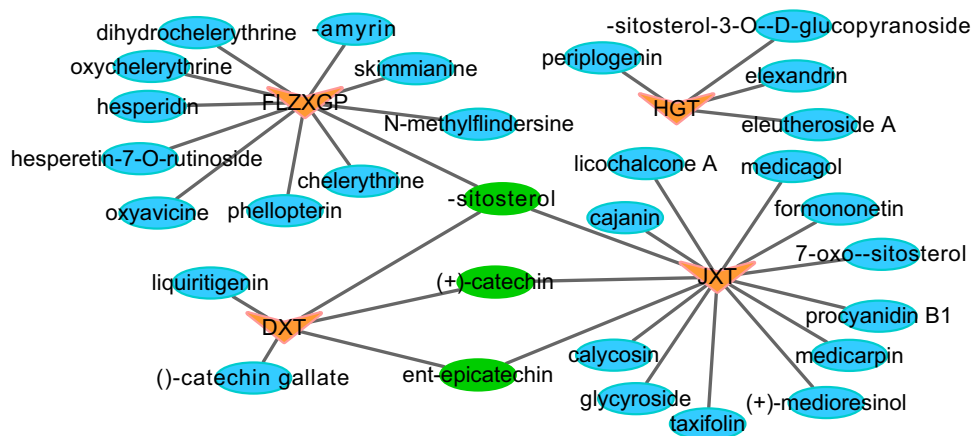 dihydrochelerythrine
-amyrin
-sitosterol-3-O--D-glucopyranoside
oxychelerythrine
skimmianine
periplogenin
elexandrin
hesperidin
FLZXGP
HGT
N-methylflindersine
eleutheroside A
hesperetin-7-O-rutinoside
licochalcone A
medicagol
chelerythrine
oxyavicine
phellopterin
-sitosterol
cajanin
formononetin
7-oxo--sitosterol
liquiritigenin
(+)-catechin
JXT
DXT
procyanidin B1
()-catechin gallate
ent-epicatechin
calycosin
medicarpin
glycyroside
(+)-medioresinol
taxifolin